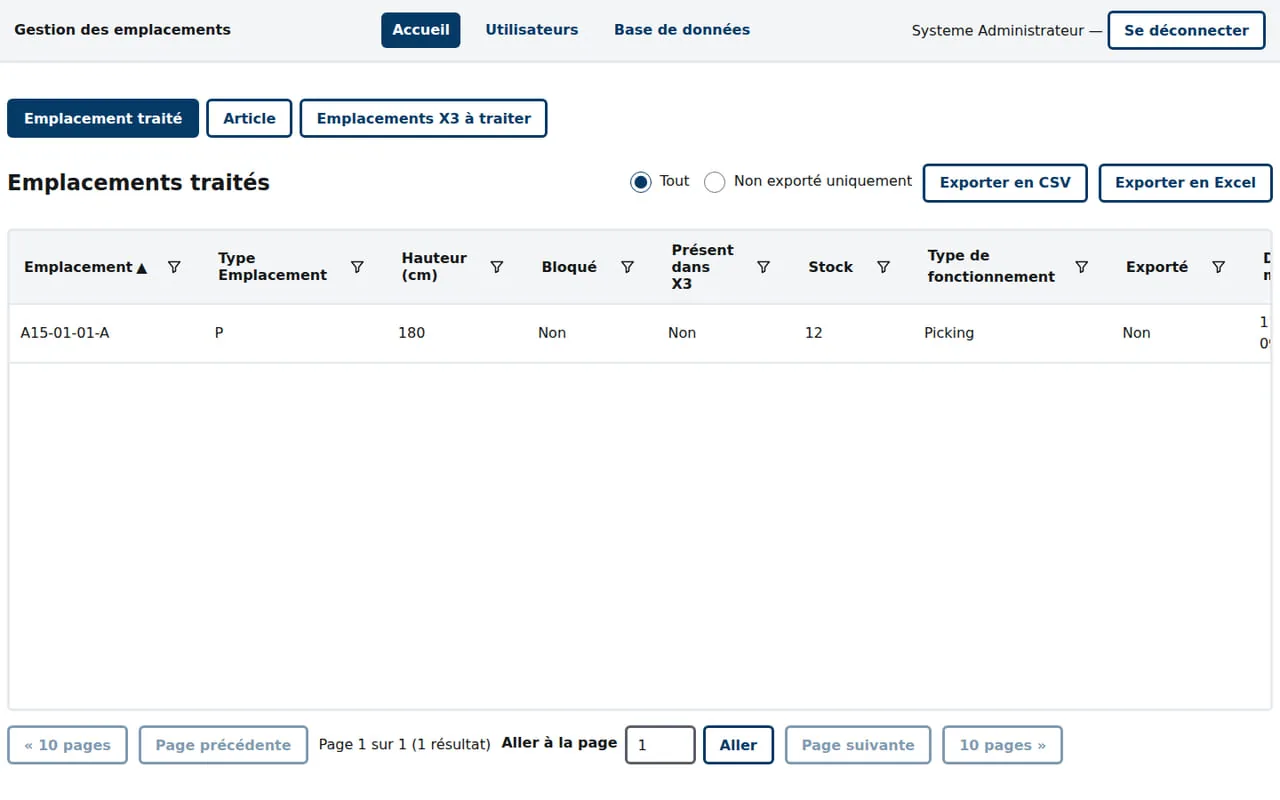 Gestion des emplacements
Accueil
Utilisateurs
Base de données
Systeme Administrateur —
Se déconnecter
Emplacement traité
Article
Emplacements X3 à traiter
Emplacements traités
Tout
Non exporté uniquement
Exporter en CSV
Exporter en Excel
Emplacement ▲
Type
Emplacement
Hauteur
(cm)
Bloqué
Présent
dans
X3
Stock
Type de
fonctionnement
Exporté
A15-01-01-A
P
180
Non
Non
12
Picking
Non
« 10 pages
Page précédente
Page 1 sur 1 (1 résultat)
Aller à la page
1
Aller
Page suivante
10 pages »